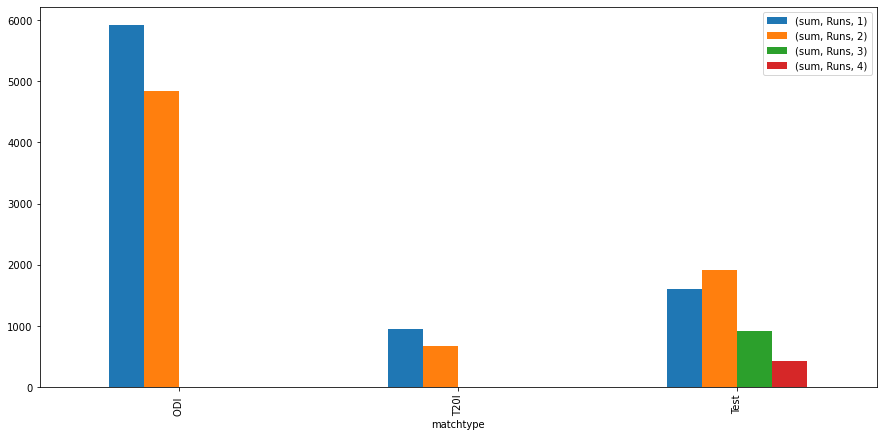 6000
5000
4000
3000
2000
1000
0
(sum, Runs, 1)
(sum, Runs, 2)
(sum, Runs, 3)
(sum, Runs, 4)
ODI
T20I
Test
matchtype